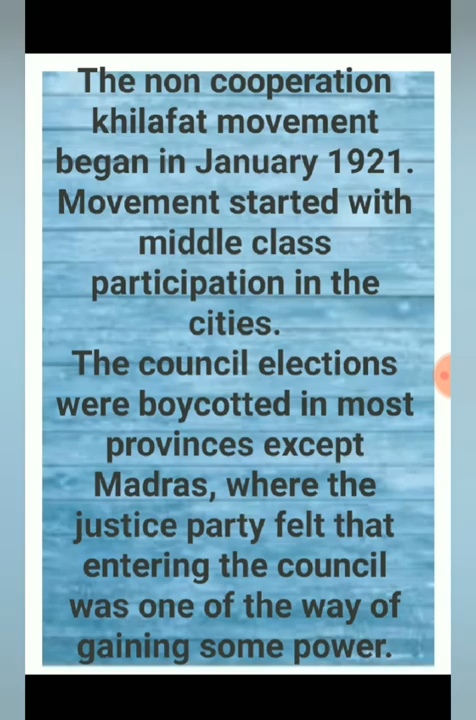 The non cooperation
khilafat movement
began in January 1921.
Movement started with
middle class
participation in the
cities.
The council elections
were boycotted in most
provinces except
Madras, where the
justice party felt that
entering the council
was one of the way of
gaining some power.